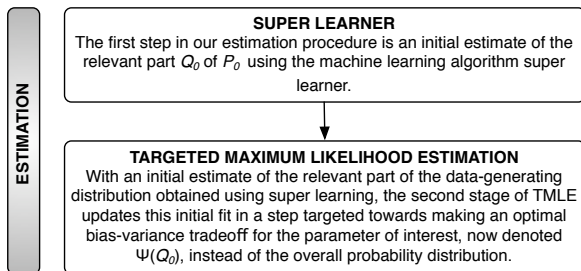 ESTIMATION
SUPER LEARNER
The first step in our estimation procedure is an initial estimate of the
relevant part Q₀ of P₀ using the machine learning algorithm super
learner.
TARGETED MAXIMUM LIKELIHOOD ESTIMATION
With an initial estimate of the relevant part of the data-generating
distribution obtained using super learning, the second stage of TMLE
updates this initial fit in a step targeted towards making an optimal
bias-variance tradeoff for the parameter of interest, now denoted
Ψ(Q₀), instead of the overall probability distribution.